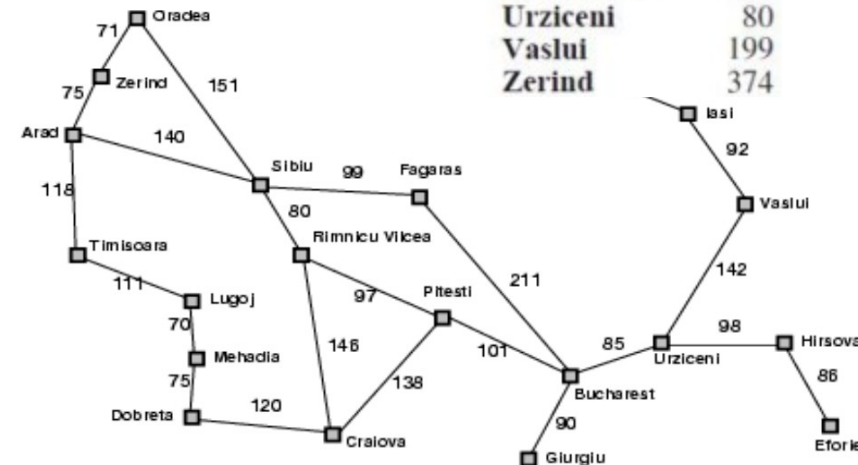 Urziceni 80
Vaslui 199
Zerind 374
Oradea
71
Zerind
151
75
Arad
140
118
Sibiu
99
Fagaras
80
Rimnicu Vilcea
Timisoara
111
Lugoj
97
Pitesti
211
70
Mehadia
146
101
138
75
Dobreta
120
Craiova
Iasi
92
Vaslui
142
98
Hirsova
85
Urziceni
86
Bucharest
90
Giurgiu
Eforie